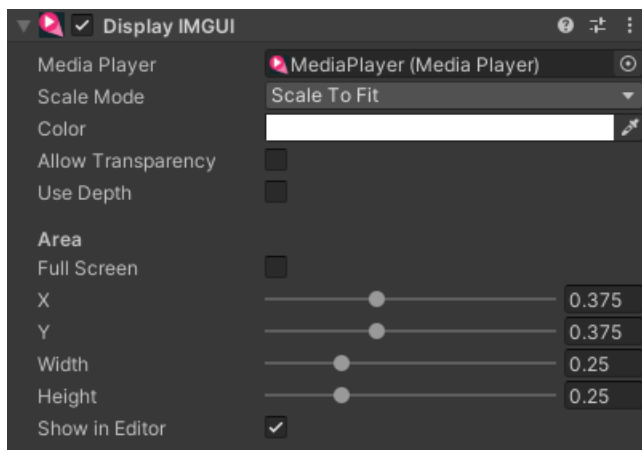 Display IMGUI
Media Player MediaPlayer (Media Player)
Scale Mode Scale To Fit
Color
Allow Transparency
Use Depth
Area
Full Screen
X 0.375
Y 0.375
Width 0.25
Height 0.25
Show in Editor